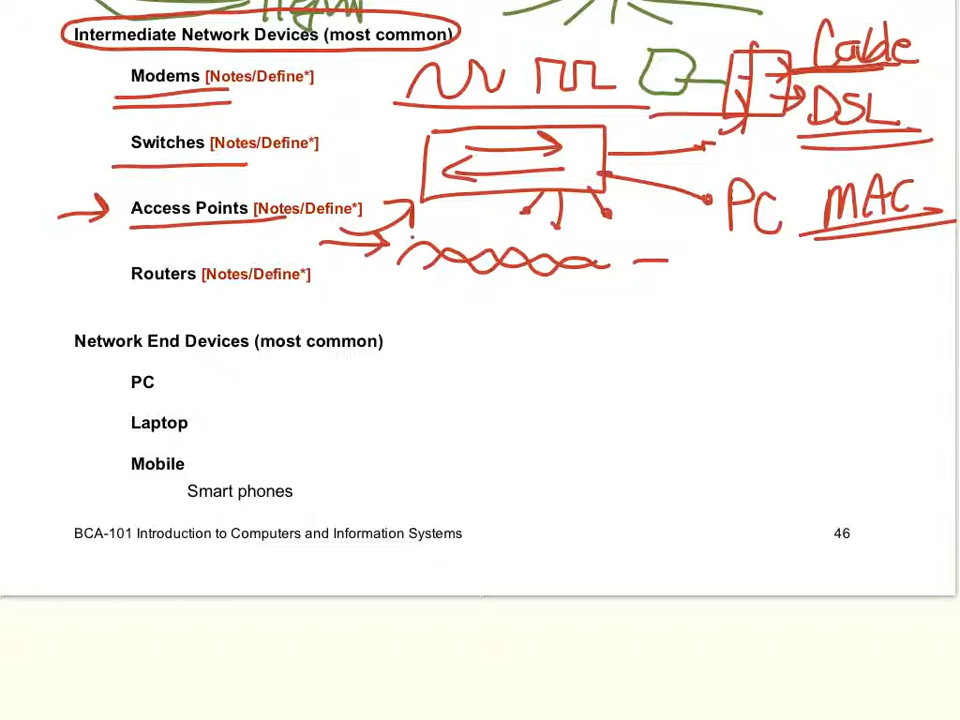 Intermediate Network Devices (most common)
Modems [Notes/Define*]
Cable
DSL
Switches [Notes/Define*]
PC MAC
Access Points [Notes/Define*]
Routers [Notes/Define*]
Network End Devices (most common)
PC
Laptop
Mobile
Smart phones
BCA-101 Introduction to Computers and Information Systems 46